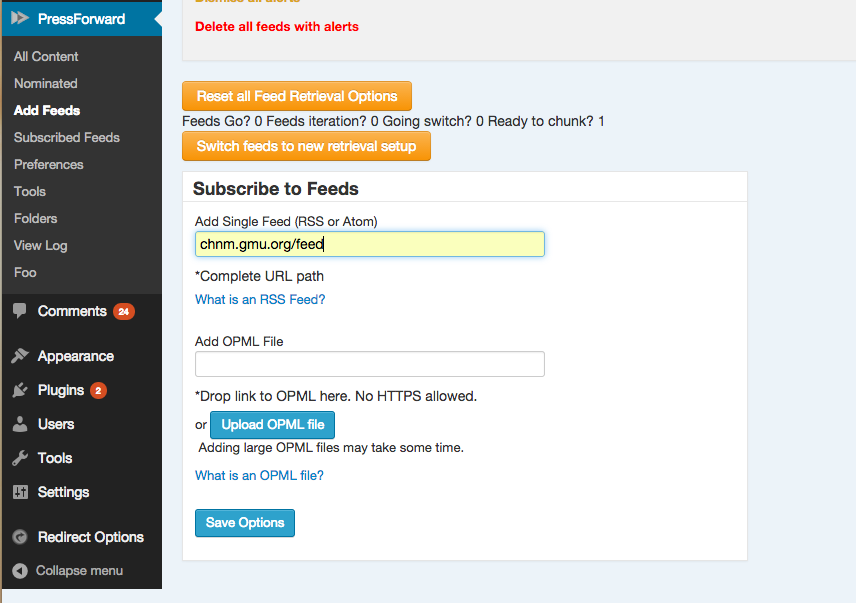 PressForward
All Content
Nominated
Add Feeds
Subscribed Feeds
Preferences
Tools
Folders
View Log
Foo
Comments 24
Appearance
Plugins 2
Users
Tools
Settings
Redirect Options
Collapse menu
Dismiss all alerts
Delete all feeds with alerts
Reset all Feed Retrieval Options
Feeds Go? 0 Feeds iteration? 0 Going switch? 0 Ready to chunk? 1
Switch feeds to new retrieval setup
Subscribe to Feeds
Add Single Feed (RSS or Atom)
chnm.gmu.org/feed
*Complete URL path
What is an RSS Feed?
Add OPML File
*Drop link to OPML here. No HTTPS allowed.
or Upload OPML file
Adding large OPML files may take some time.
What is an OPML file?
Save Options